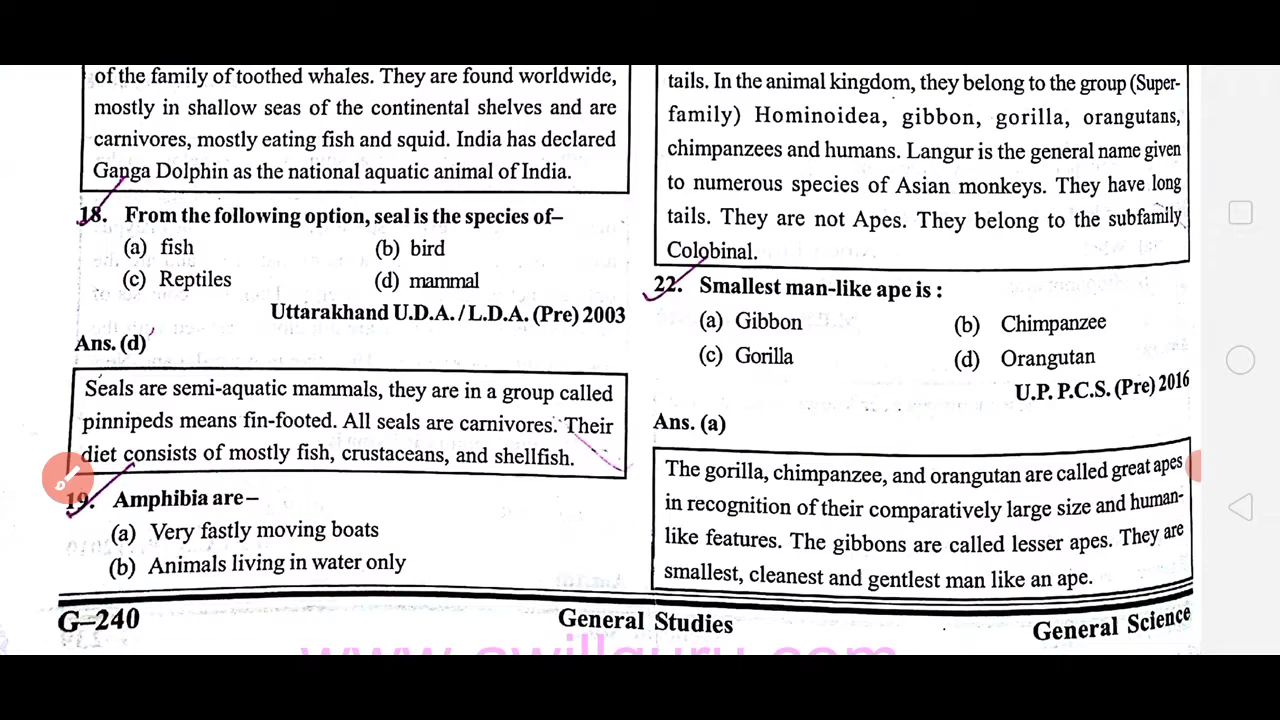 of the family of toothed whales. They are found worldwide,
mostly in shallow seas of the continental shelves and are
carnivores, mostly eating fish and squid. India has declared
Ganga Dolphin as the national aquatic animal of India.
18. From the following option, seal is the species of–
(a) fish (b) bird
(c) Reptiles (d) mammal
Uttarakhand U.D.A./L.D.A. (Pre) 2003
Ans. (d)
Seals are semi-aquatic mammals, they are in a group called
pinnipeds means fin-footed. All seals are carnivores. Their
diet consists of mostly fish, crustaceans, and shellfish.
19. Amphibia are–
(a) Very fastly moving boats
(b) Animals living in water only
tails. In the animal kingdom, they belong to the group (Super-
family) Hominoidea, gibbon, gorilla, orangutans,
chimpanzees and humans. Langur is the general name given
to numerous species of Asian monkeys. They have long
tails. They are not Apes. They belong to the subfamily
Colobinal.
22. Smallest man-like ape is :
(a) Gibbon (b) Chimpanzee
(c) Gorilla (d) Orangutan
U.P. P.C.S. (Pre) 2016
Ans. (a)
The gorilla, chimpanzee, and orangutan are called great apes
in recognition of their comparatively large size and human-
like features. The gibbons are called lesser apes. They are
smallest, cleanest and gentlest man like an ape.
G–240 General Studies General Science